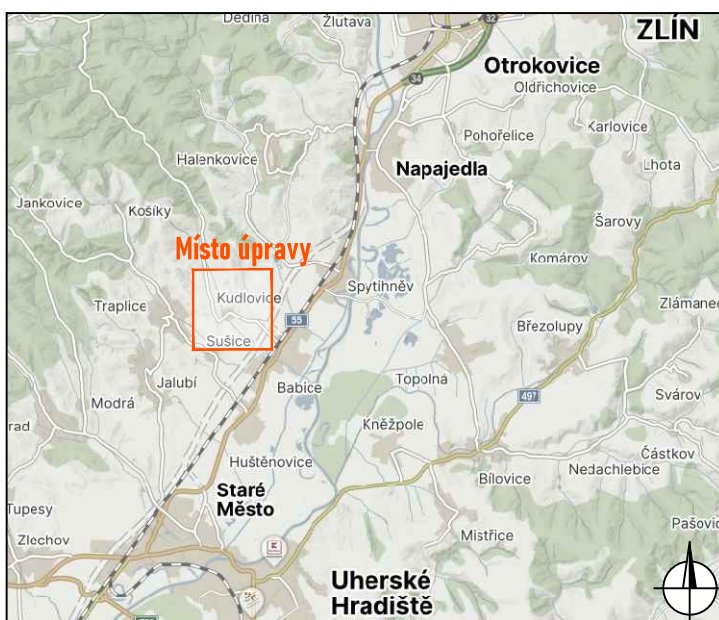 Dědina
Žlutava
32
ZLÍN
Otrokovice
34
Oldřichovice
Karlovice
Pohořelice
Halenkovice
Napajedla
Lhota
Jankovice
Košíky
Šarovy
Místo úpravy
Komárov
Kudlovice
Spytihněv
Traplice
Zlámanec
55
Březolupy
Sušice
Jalubí
Babice
Topolná
497
Modrá
Svárov
rad
Kněžpole
Částkov
Huštěnovice
Nedachlebice
Bílovice
Staré
Město
Tupesy
Pašovic
Zlechov
Mistřice
Uherské
Hradiště